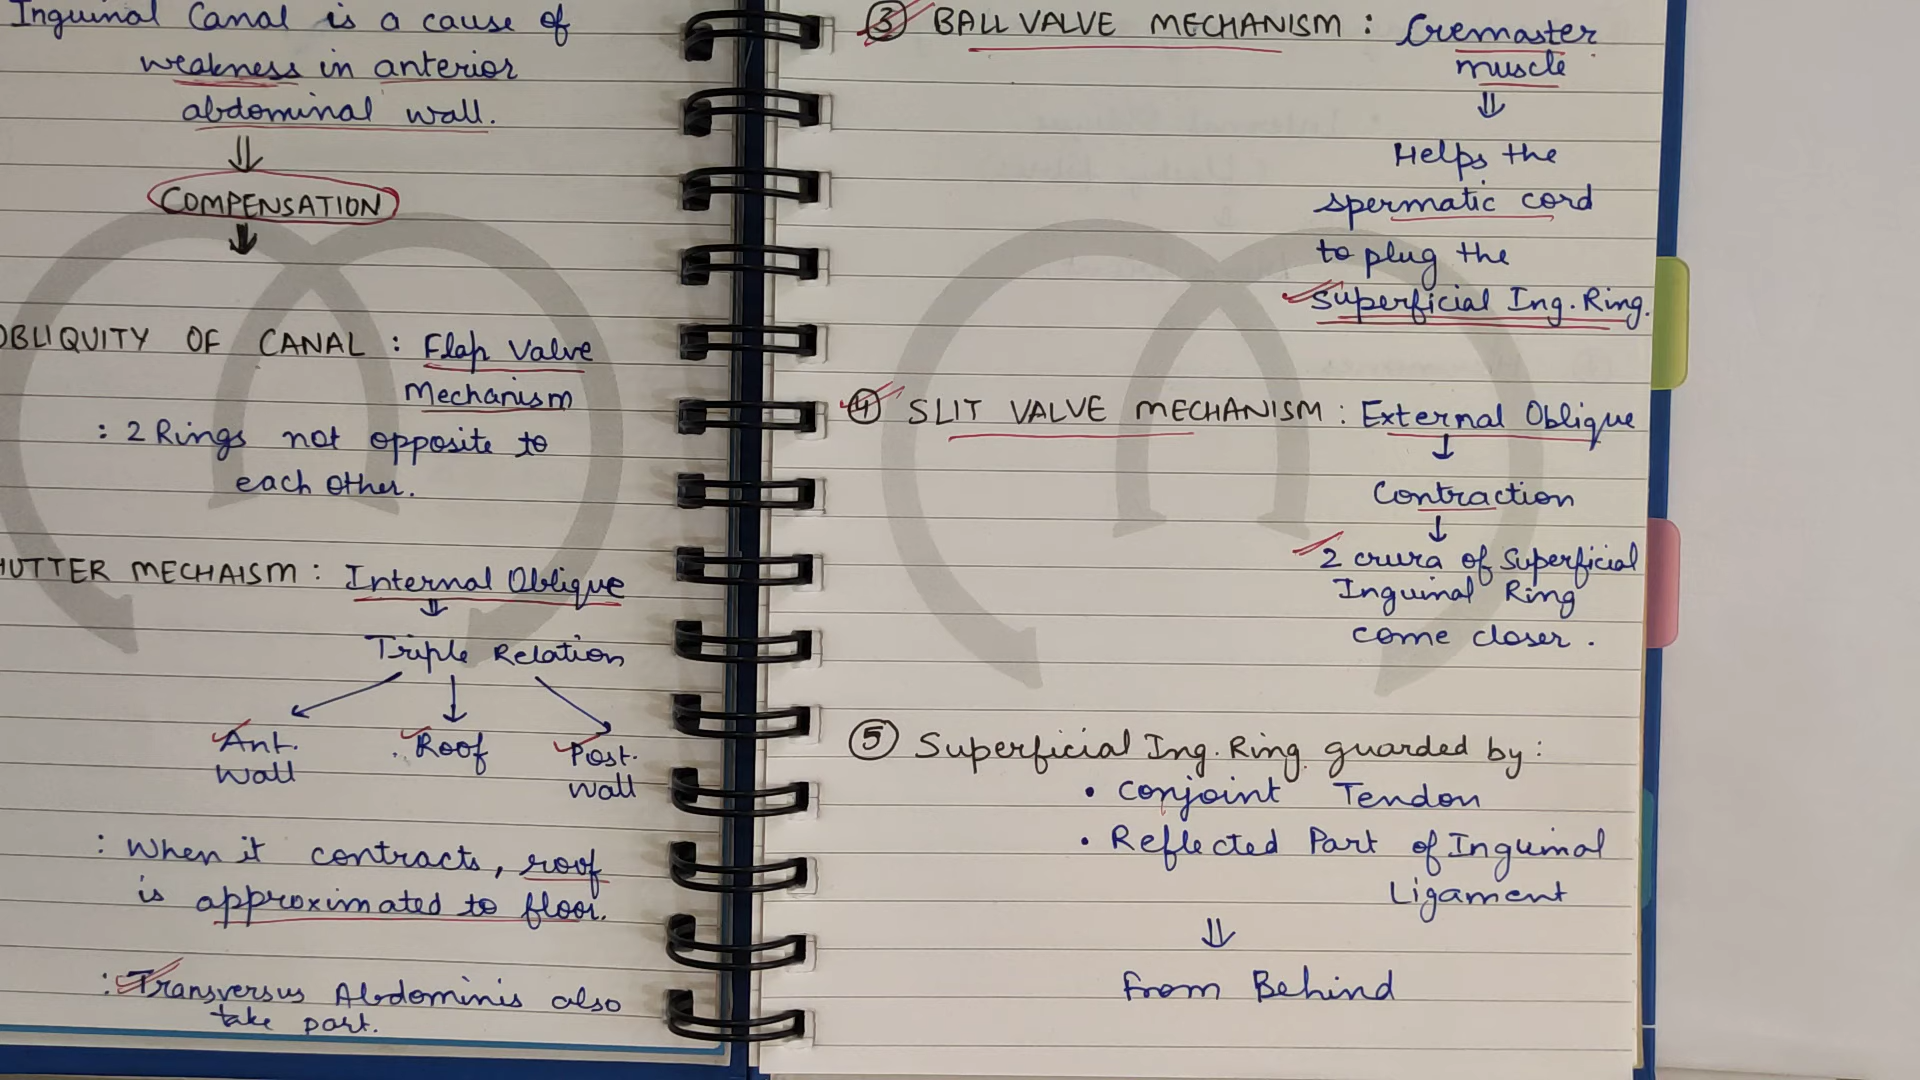 Inguinal Canal is a cause of
weakness in anterior
abdominal wall.
COMPENSATION
OBLIQUITY OF CANAL : Flap Valve
Mechanism
: 2 Rings not opposite to
each other.
HUTTER MECHAISM : Internal Oblique
Triple Relation
Ant. Roof Post.
wall wall
: When it contracts, roof
is approximated to floor.
: Transversus Abdominis also
take part.
③ BALL VALVE MECHANISM : Cremaster
muscle
Helps the
spermatic cord
to plug the
Superficial Ing. Ring.
④ SLIT VALVE MECHANISM : External Oblique
Contraction
2 crura of Superficial
Inguinal Ring
come closer.
⑤ Superficial Ing. Ring guarded by :
• Conjoint Tendon
• Reflected Part of Inguinal
Ligament
From Behind